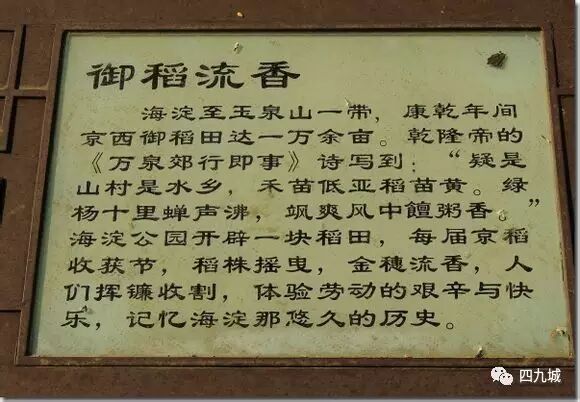 御稻流香
海淀至玉泉山一带，康乾年间
京西御稻田达一万余亩。乾隆帝的
《万泉郊行即事》诗写到：“疑是
山村是水乡，禾苗低亚稻苗黄。绿
杨十里蝉声沸，飒爽风中饘粥香。”
海淀公园开辟一块稻田，每届京稻
收获节，稻株摇曳，金穗流香，人
们挥镰收割，体验劳动的艰辛与快
乐，记忆海淀那悠久的历史。
四九城